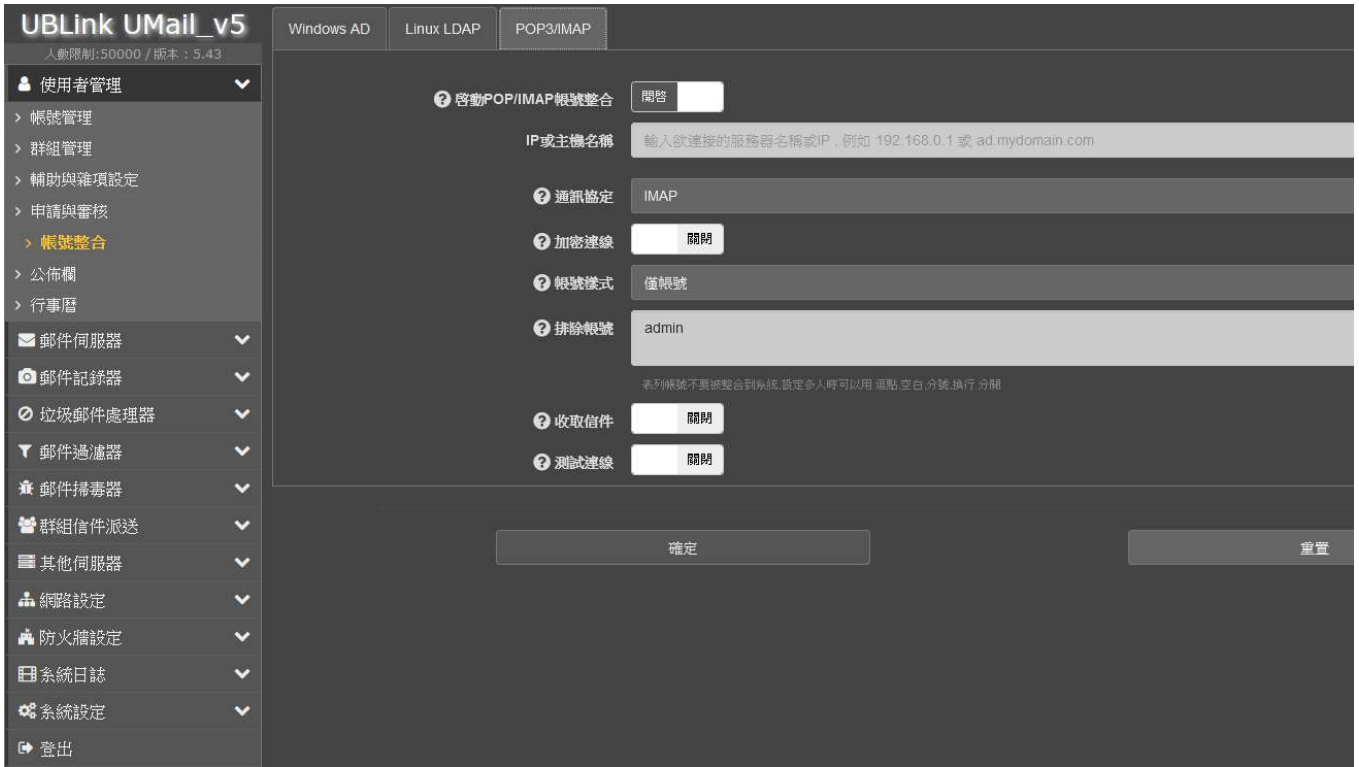 UBLink UMail_v5
人數限制:50000 / 版本：5.43
使用者管理
帳號管理
群組管理
輔助與雜項設定
申請與審核
帳號整合
公佈欄
行事曆
郵件伺服器
郵件記錄器
垃圾郵件處理器
郵件過濾器
郵件掃毒器
群組信件派送
其他伺服器
網路設定
防火牆設定
系統日誌
系統設定
登出
Windows AD
Linux LDAP
POP3/IMAP
啓動POP/IMAP帳號整合 開啓
IP或主機名稱 輸入欲連接的服務器名稱或IP , 例如 192.168.0.1 或 ad.mydomain.com
通訊協定 IMAP
加密連線 關閉
帳號樣式 僅帳號
排除帳號 admin
表列帳號不要被整合到系統,設定多人時可以用 逗點,空白,分號,換行 分開
收取信件 關閉
測試連線 關閉
確定
重置